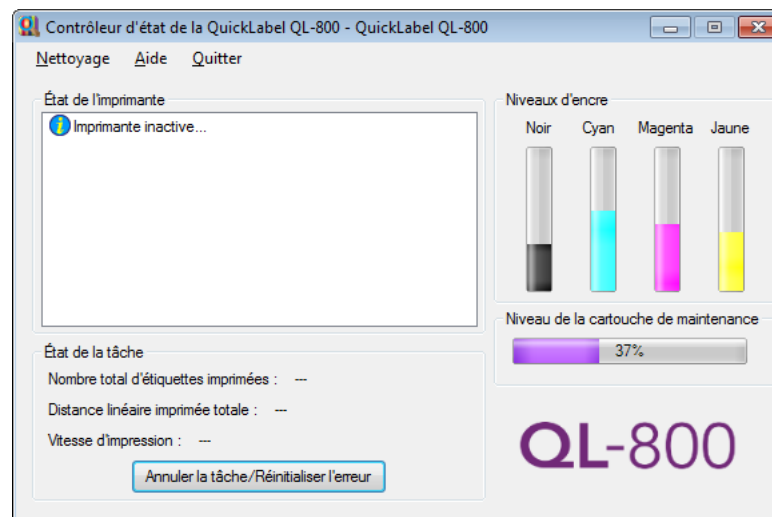 Contrôleur d'état de la QuickLabel QL-800 - QuickLabel QL-800
Nettoyage Aide Quitter
État de l'imprimante
Imprimante inactive...
Niveaux d'encre
Noir Cyan Magenta Jaune
Niveau de la cartouche de maintenance
37%
État de la tâche
Nombre total d'étiquettes imprimées : ---
Distance linéaire imprimée totale : ---
Vitesse d'impression : ---
Annuler la tâche/Réinitialiser l'erreur
QL-800